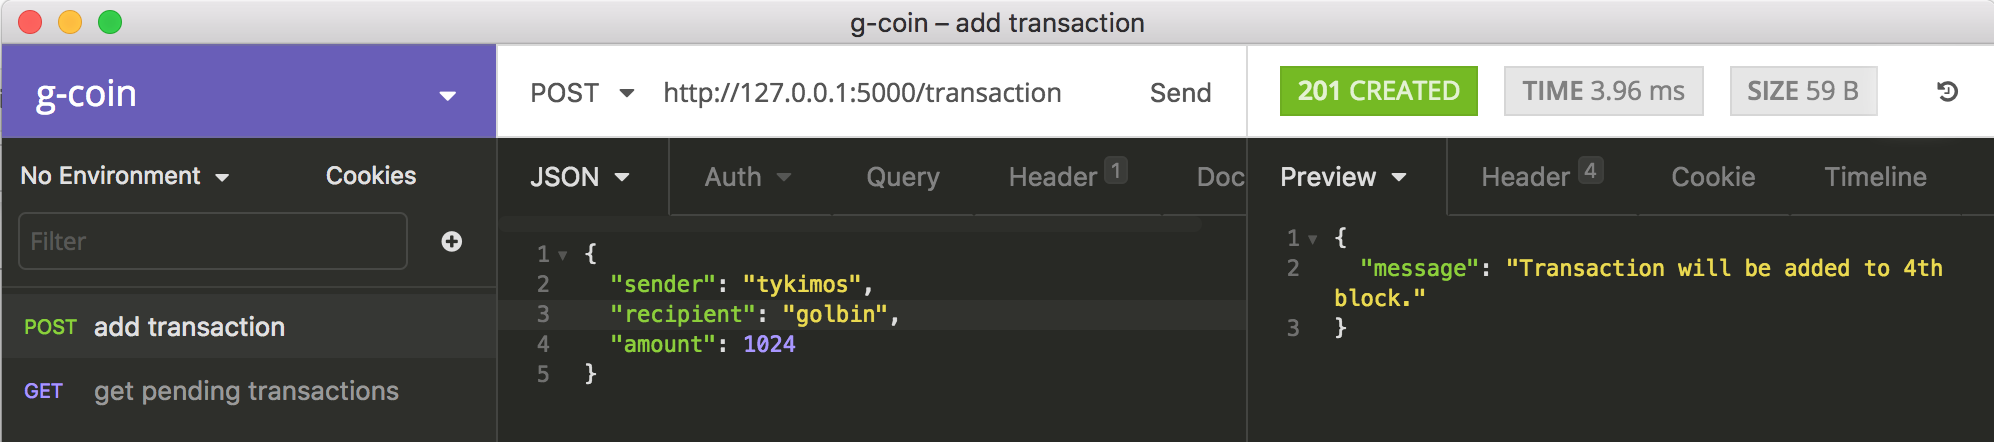 g-coin – add transaction
g-coin
POST http://127.0.0.1:5000/transaction Send
201 CREATED TIME 3.96 ms SIZE 59 B
No Environment Cookies
Filter
POST add transaction
GET get pending transactions
JSON Auth Query Header 1 Doc
1 {
2 "sender": "tykimos",
3 "recipient": "golbin",
4 "amount": 1024
5 }
Preview Header 4 Cookie Timeline
1 {
2 "message": "Transaction will be added to 4th
block."
3 }